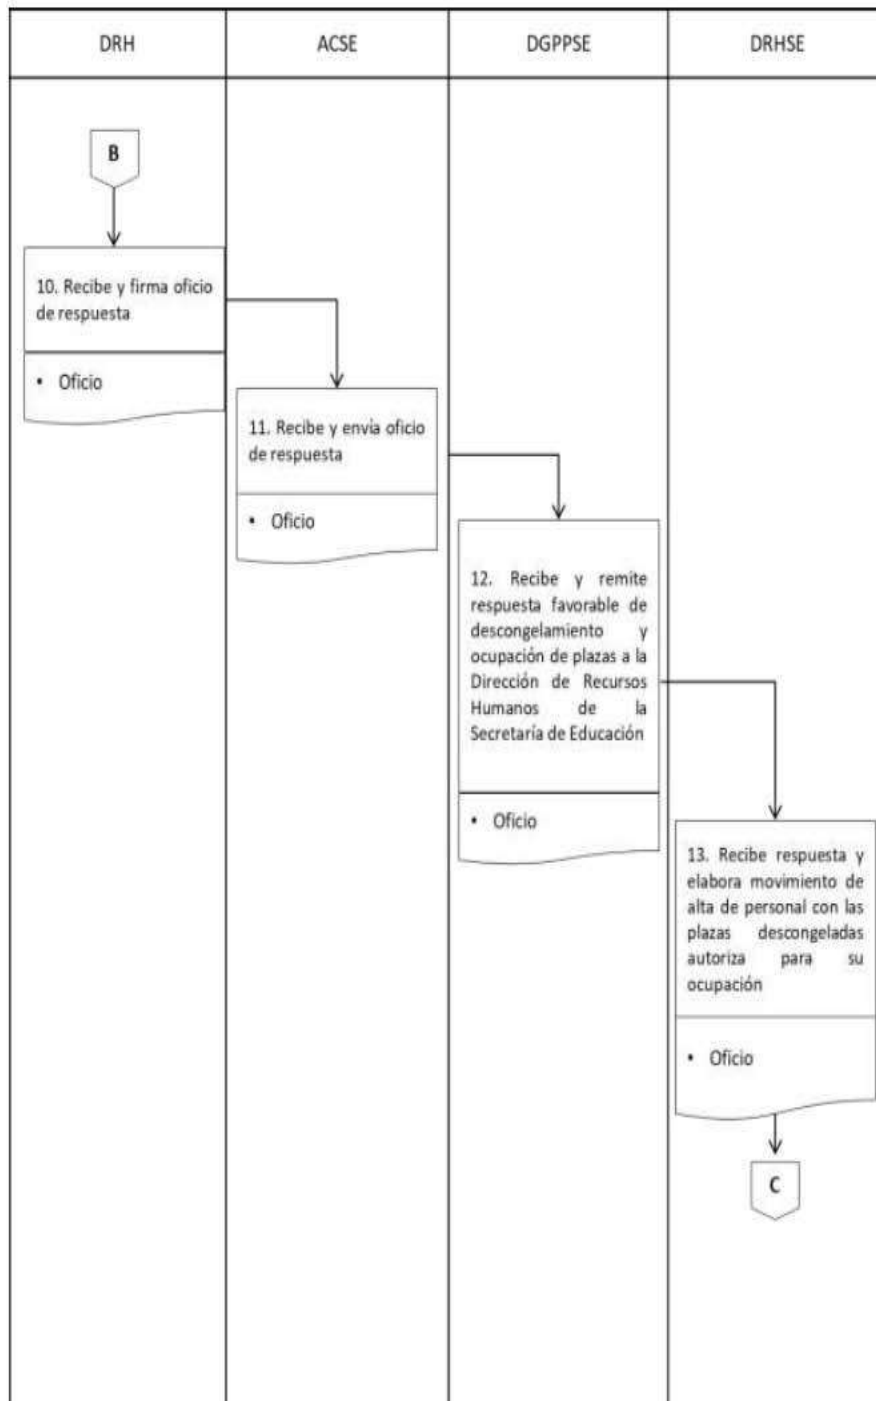 DRH
ACSE
DGPPSE
DRHSE
B
10. Recibe y firma oficio
de respuesta
• Oficio
11. Recibe y envía oficio
de respuesta
• Oficio
12. Recibe y remite
respuesta favorable de
descongelamiento y
ocupación de plazas a la
Dirección de Recursos
Humanos de la
Secretaría de Educación
• Oficio
13. Recibe respuesta y
elabora movimiento de
alta de personal con las
plazas descongeladas
autoriza para su
ocupación
• Oficio
C